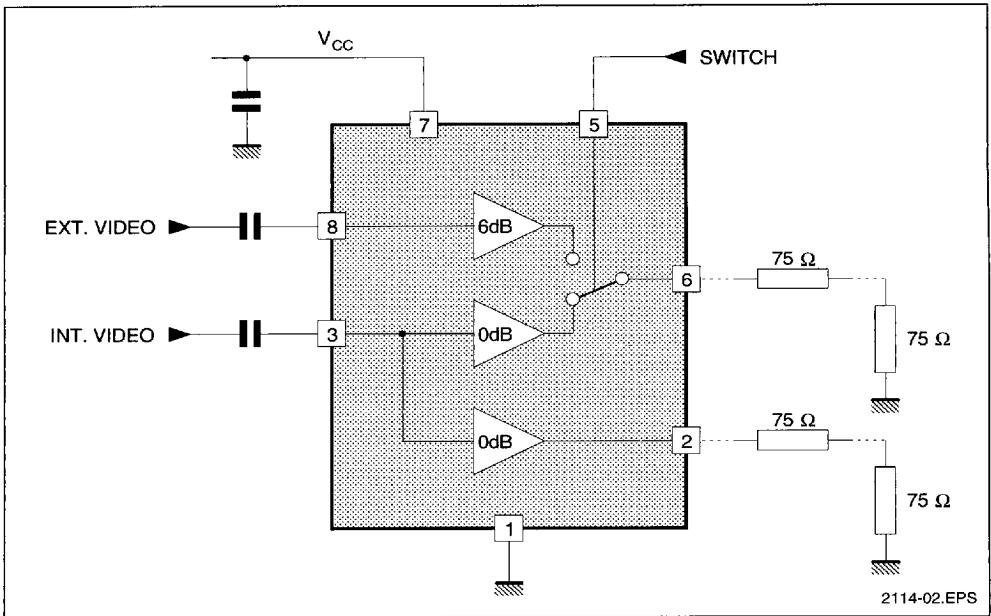 V_CC
SWITCH
7
5
EXT. VIDEO
8
6dB
75 Ω
6
INT. VIDEO
3
0dB
75 Ω
75 Ω
0dB
2
75 Ω
1
2114-02.EPS